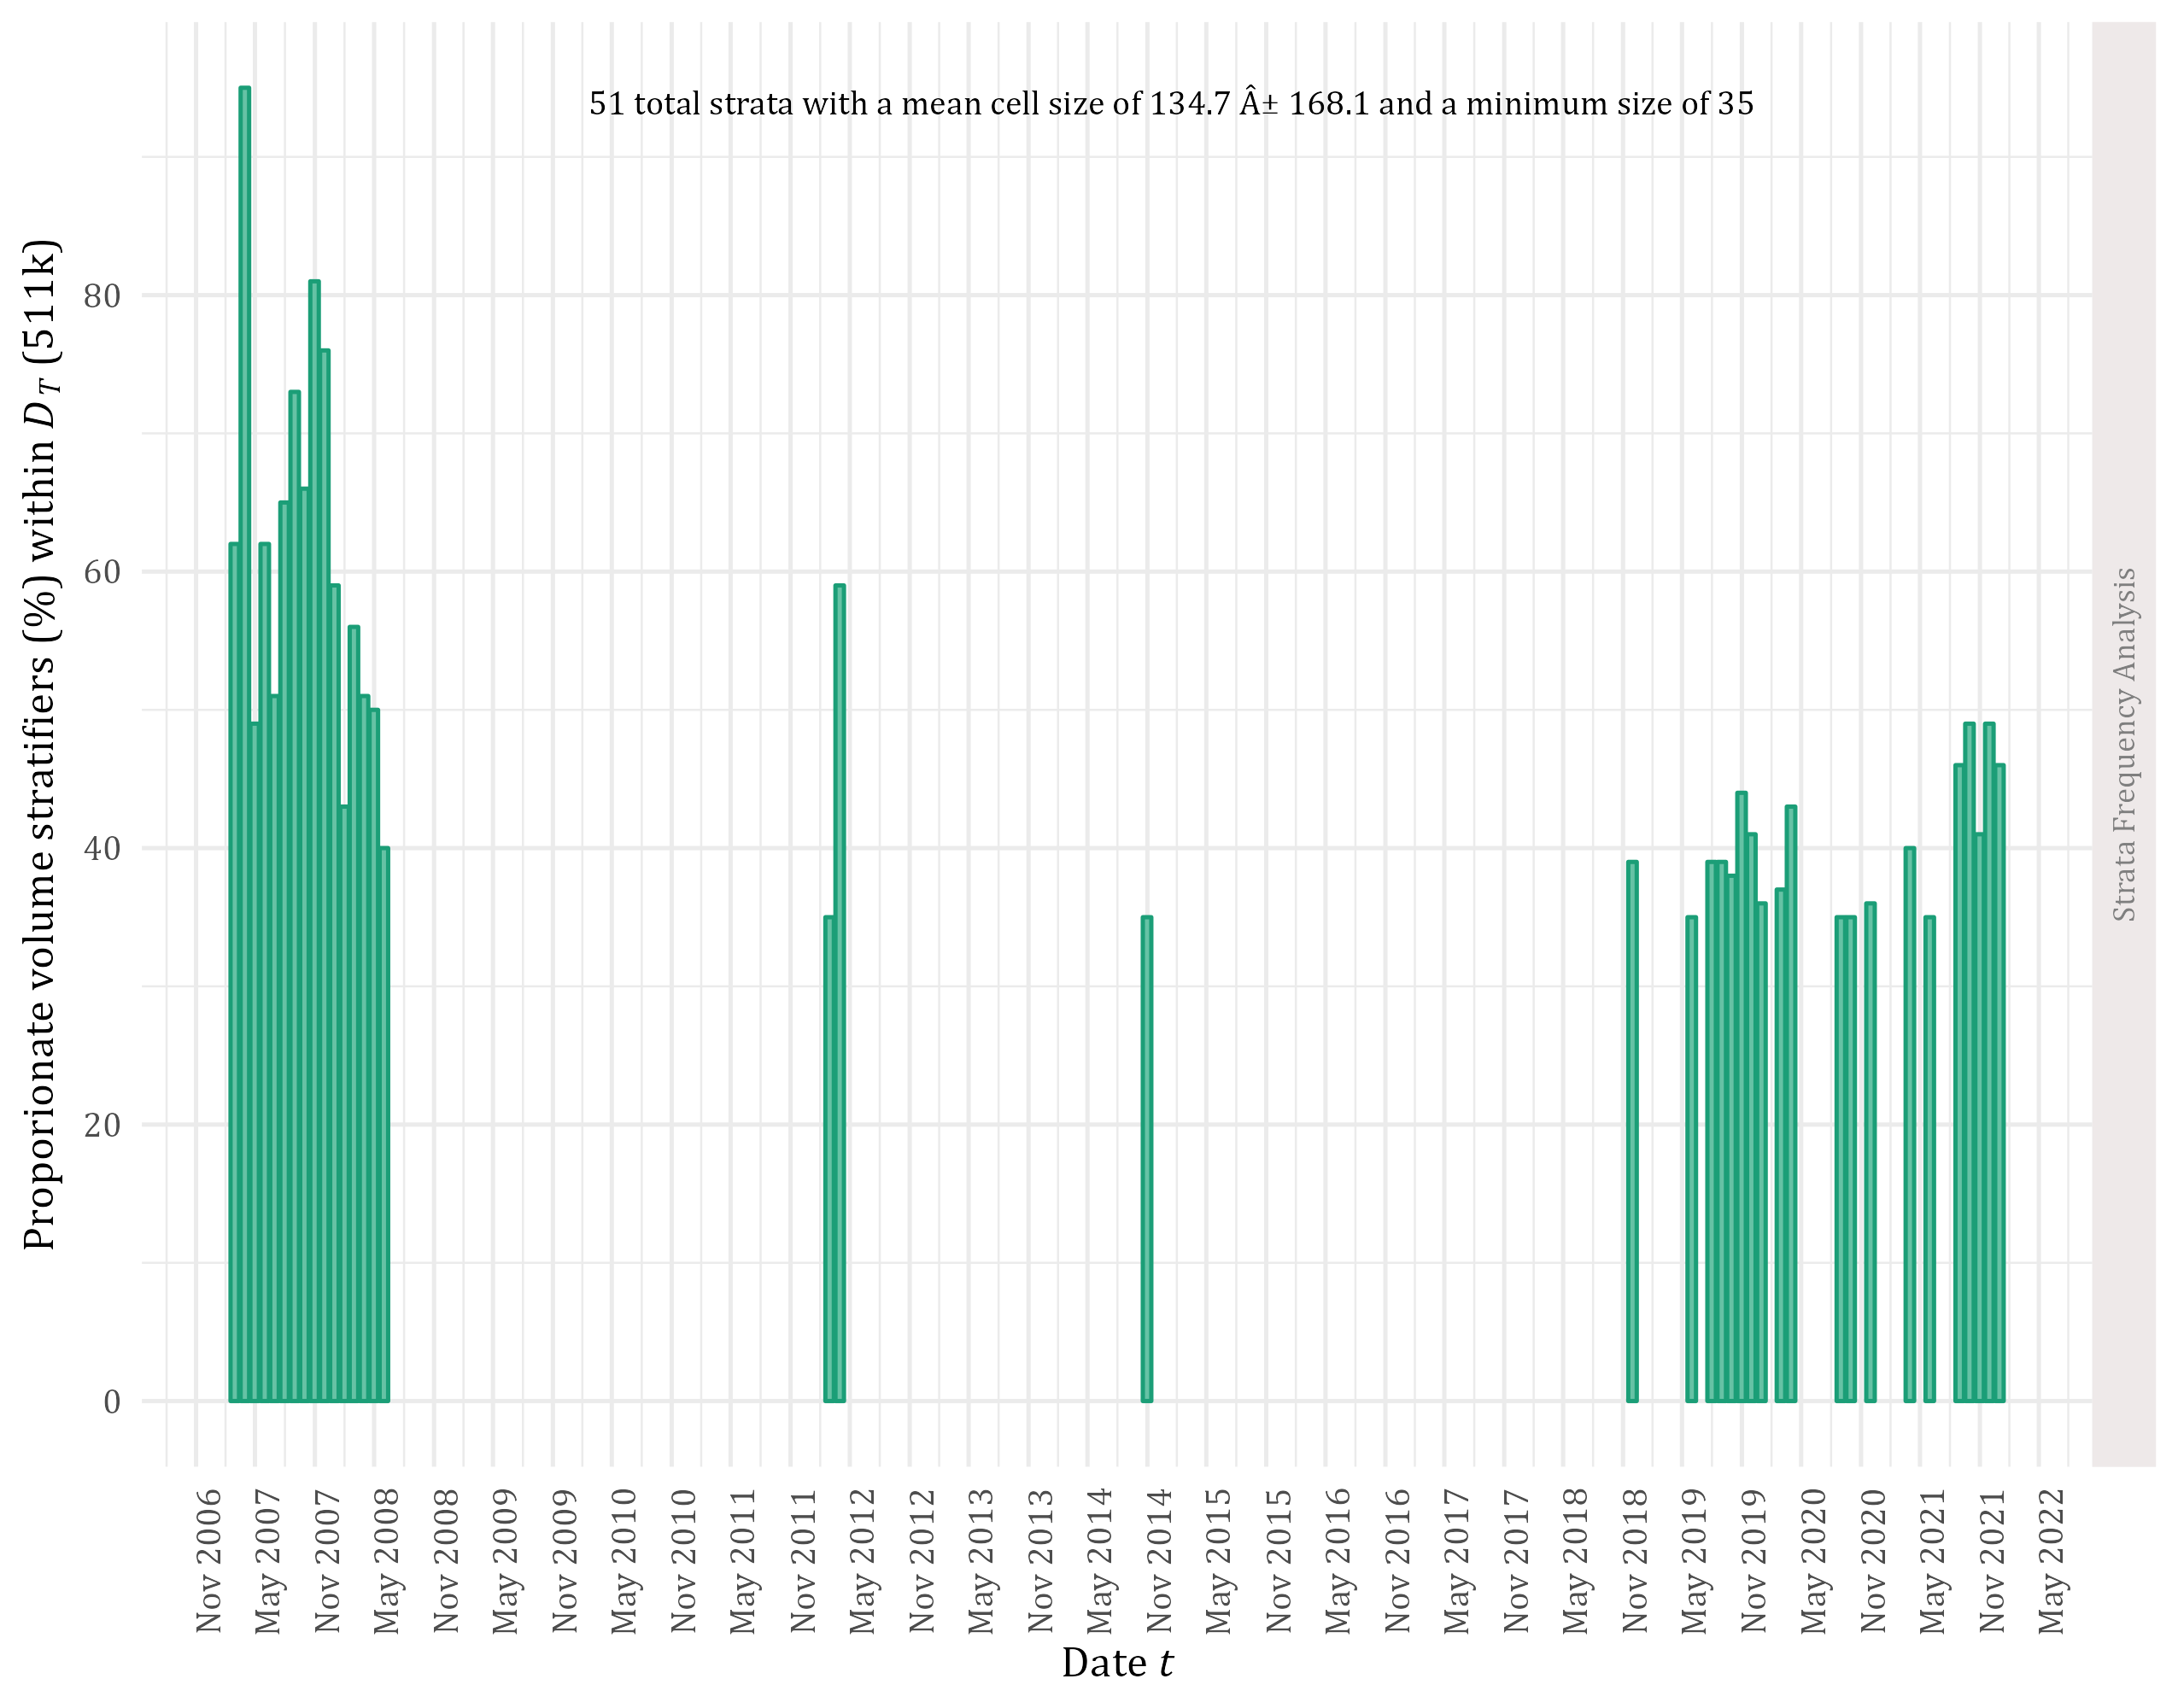 51 total strata with a mean cell size of 134.7 Â± 168.1 and a minimum size of 35
Proporionate volume stratifiers (%) within D T (511k)
80
60
40
20
0
Strata Frequency Analysis
Nov 2006
May 2007
Nov 2007
May 2008
Nov 2008
May 2009
Nov 2009
May 2010
Nov 2010
May 2011
Nov 2011
May 2012
Nov 2012
May 2013
Nov 2013
May 2014
Nov 2014
May 2015
Nov 2015
May 2016
Nov 2016
May 2017
Nov 2017
May 2018
Nov 2018
May 2019
Nov 2019
May 2020
Nov 2020
May 2021
Nov 2021
May 2022
Date t